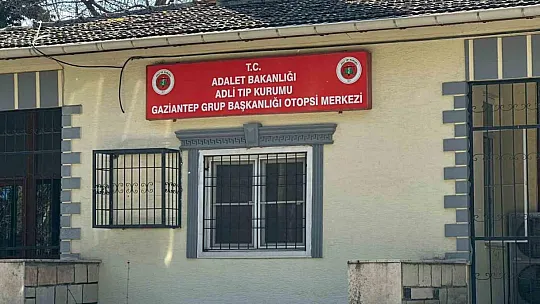 T.C.
ADALET BAKANLIĞI
ADLİ TIP KURUMU
GAZİANTEP GRUP BAŞKANLIĞI OTOPSİ MERKEZİ